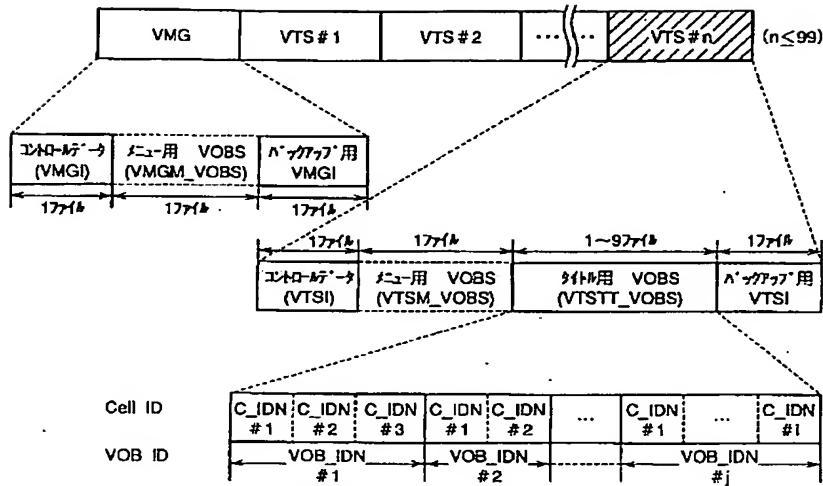 VMG VTS#1 VTS#2 ..... VTS#n (n≤99)
コントロールデータ メニュー用 VOBS バックアップ用
(VMGI) (VMGM_VOBS) VMGI
1ファイル 1ファイル 1ファイル
1ファイル 1ファイル 1〜9ファイル 1ファイル
コントロールデータ メニュー用 VOBS タイトル用 VOBS バックアップ用
(VTSI) (VTSM_VOBS) (VTSTT_VOBS) VTSI
Cell ID C_IDN C_IDN C_IDN C_IDN C_IDN ... C_IDN ... C_IDN
#1 #2 #3 #1 #2 #1 #i
VOB ID VOB_IDN VOB_IDN VOB_IDN
#1 #2 #j